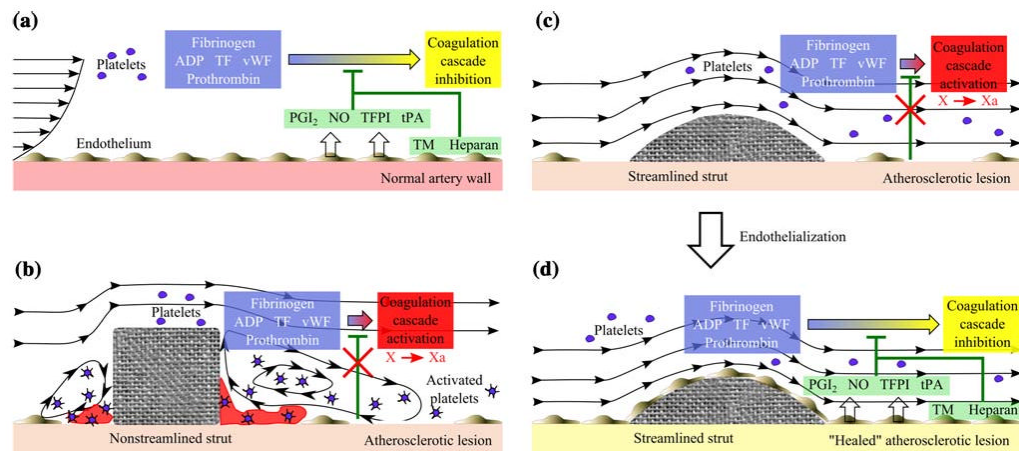 (a)
Platelets
Fibrinogen
ADP TF vWF
Prothrombin
Coagulation
cascade
inhibition
PGI₂ NO TFPI tPA
Endothelium
TM Heparan
Normal artery wall
(b)
Platelets
Fibrinogen
ADP TF vWF
Prothrombin
Coagulation
cascade
activation
X → Xa
Activated
platelets
Nonstreamlined strut
Atherosclerotic lesion
(c)
Platelets
Fibrinogen
ADP TF vWF
Prothrombin
Coagulation
cascade
activation
X → Xa
Streamlined strut
Atherosclerotic lesion
Endothelialization
(d)
Platelets
Fibrinogen
ADP TF vWF
Prothrombin
Coagulation
cascade
inhibition
PGI₂ NO TFPI tPA
TM Heparan
Streamlined strut
"Healed" atherosclerotic lesion